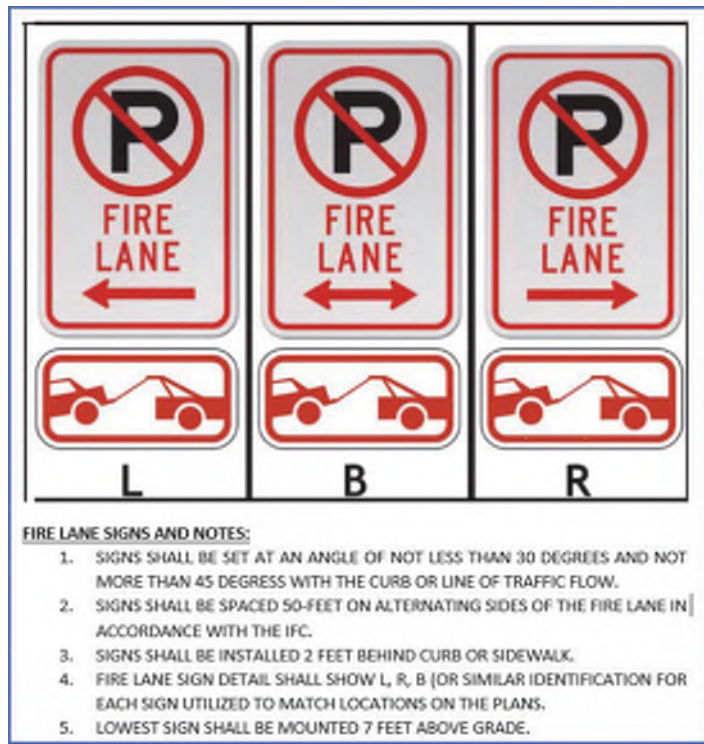 P P P
FIRE FIRE FIRE
LANE LANE LANE
L B R
FIRE LANE SIGNS AND NOTES:
1. SIGNS SHALL BE SET AT AN ANGLE OF NOT LESS THAN 30 DEGREES AND NOT
MORE THAN 45 DEGRESS WITH THE CURB OR LINE OF TRAFFIC FLOW.
2. SIGNS SHALL BE SPACED 50-FEET ON ALTERNATING SIDES OF THE FIRE LANE IN
ACCORDANCE WITH THE IFC.
3. SIGNS SHALL BE INSTALLED 2 FEET BEHIND CURB OR SIDEWALK.
4. FIRE LANE SIGN DETAIL SHALL SHOW L, R, B (OR SIMILAR IDENTIFICATION FOR
EACH SIGN UTILIZED TO MATCH LOCATIONS ON THE PLANS.
5. LOWEST SIGN SHALL BE MOUNTED 7 FEET ABOVE GRADE.